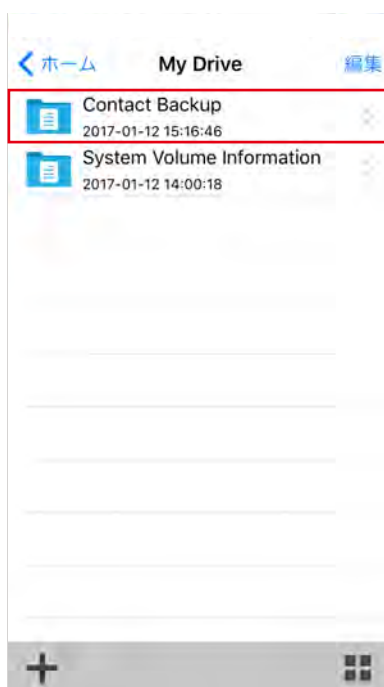 ホーム My Drive 編集
Contact Backup
2017-01-12 15:16:46
System Volume Information
2017-01-12 14:00:18